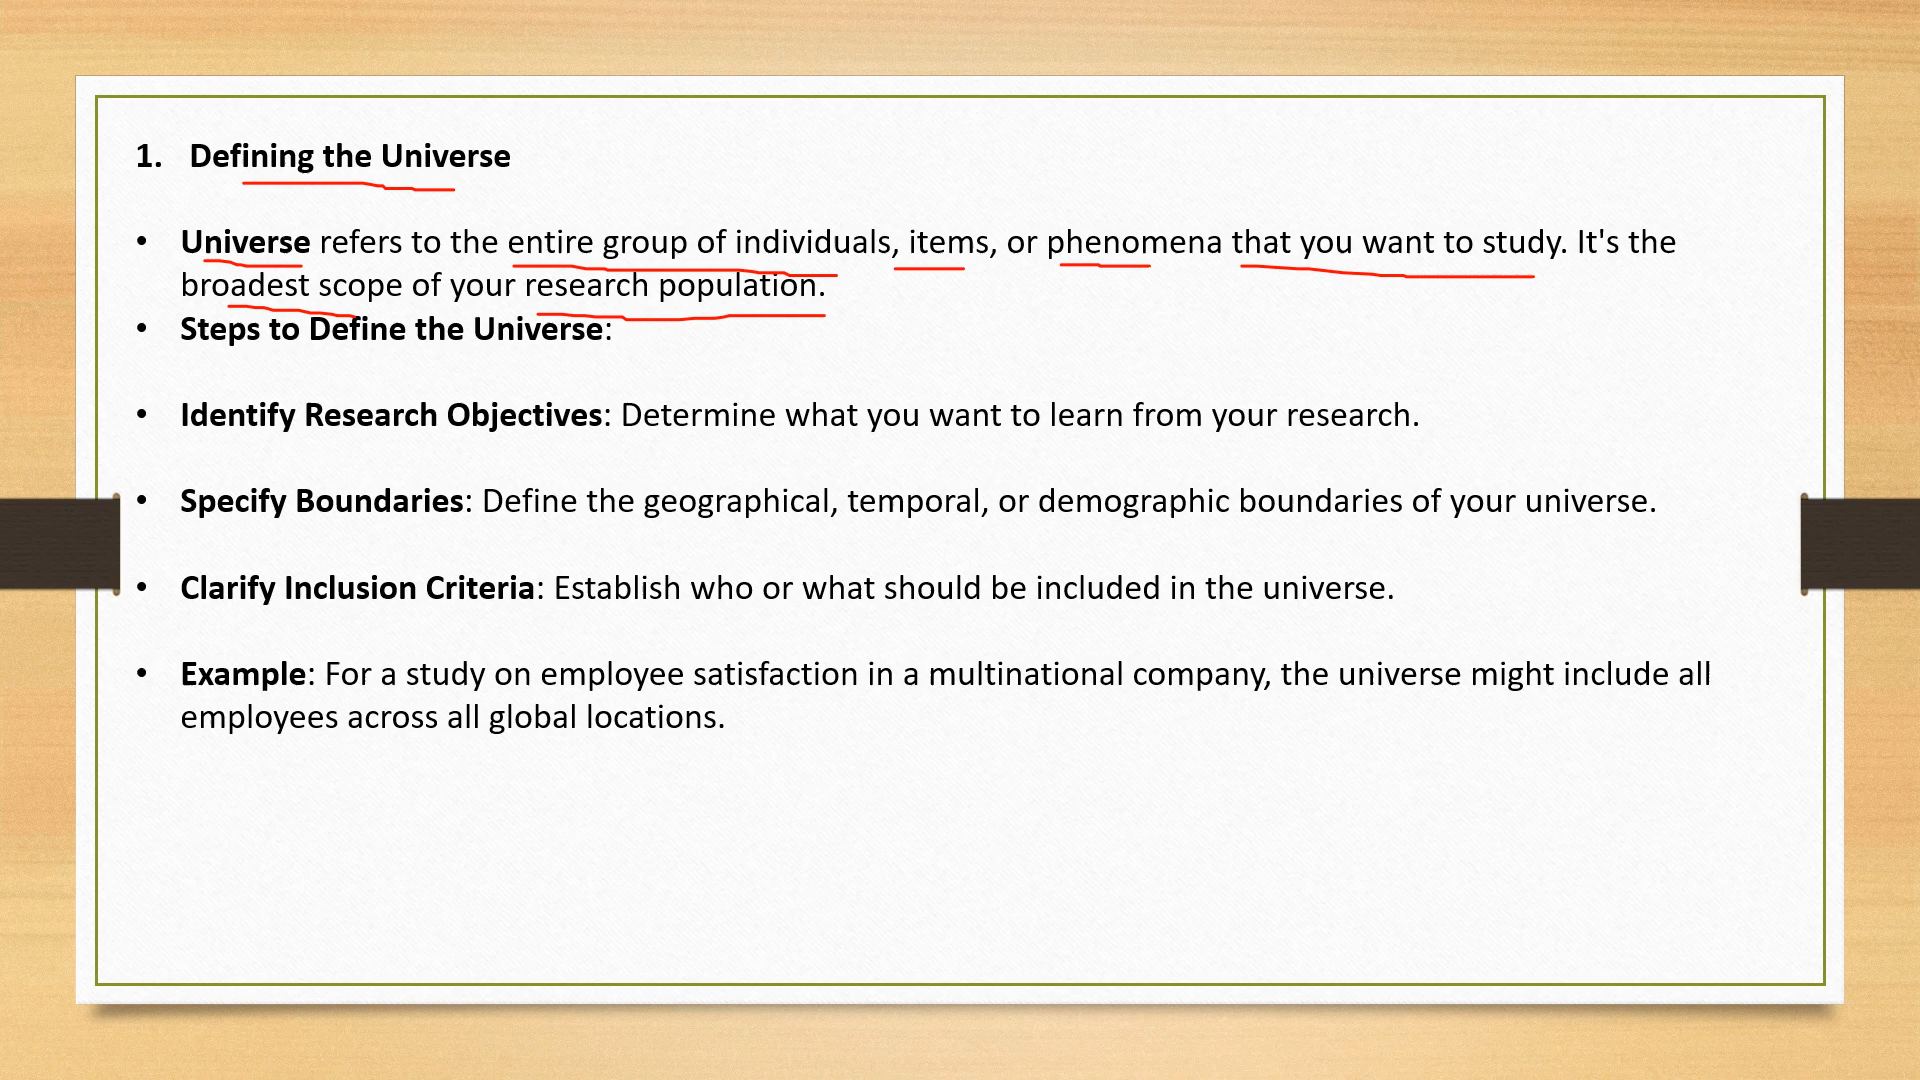 1. Defining the Universe
• Universe refers to the entire group of individuals, items, or phenomena that you want to study. It's the
broadest scope of your research population.
• Steps to Define the Universe:
• Identify Research Objectives: Determine what you want to learn from your research.
• Specify Boundaries: Define the geographical, temporal, or demographic boundaries of your universe.
• Clarify Inclusion Criteria: Establish who or what should be included in the universe.
• Example: For a study on employee satisfaction in a multinational company, the universe might include all
employees across all global locations.